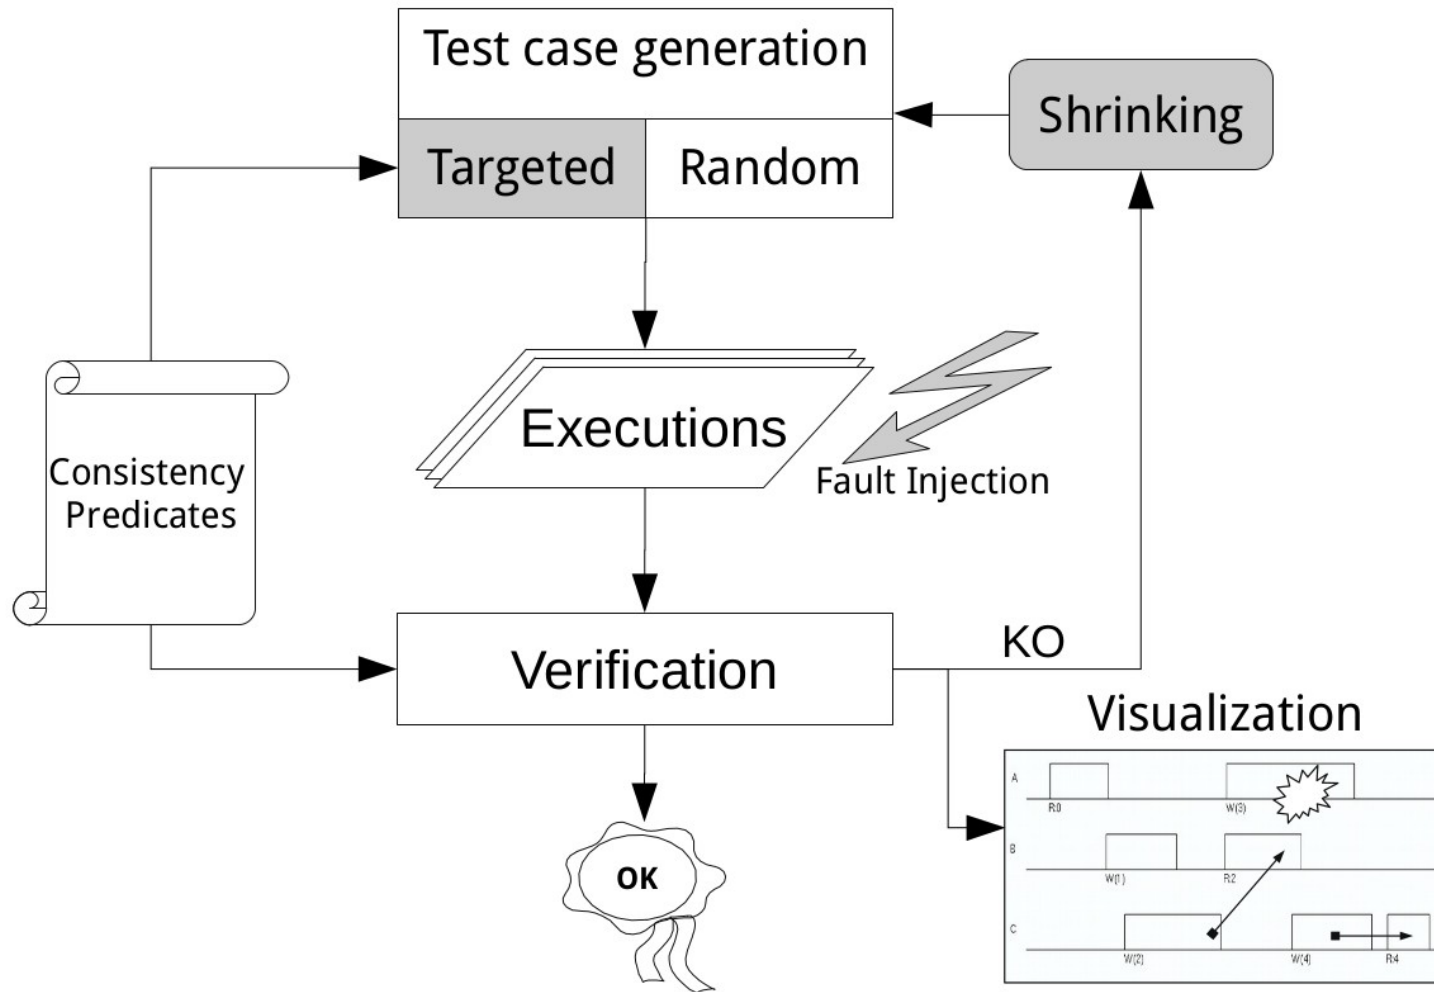 Test case generation
Targeted
Random
Shrinking
Executions
Fault Injection
Consistency
Predicates
Verification
KO
OK
Visualization
A
R:0
W(3)
B
W(1)
R:2
C
W(2)
W(4)
R:4